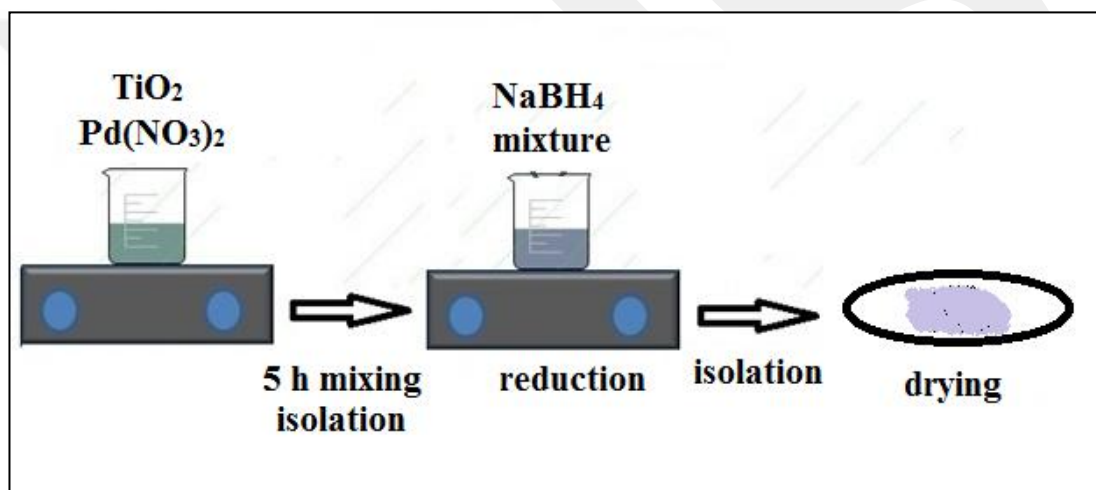 TiO₂
Pd(NO₃)₂
NaBH₄
mixture
5 h mixing
isolation
reduction
isolation
drying